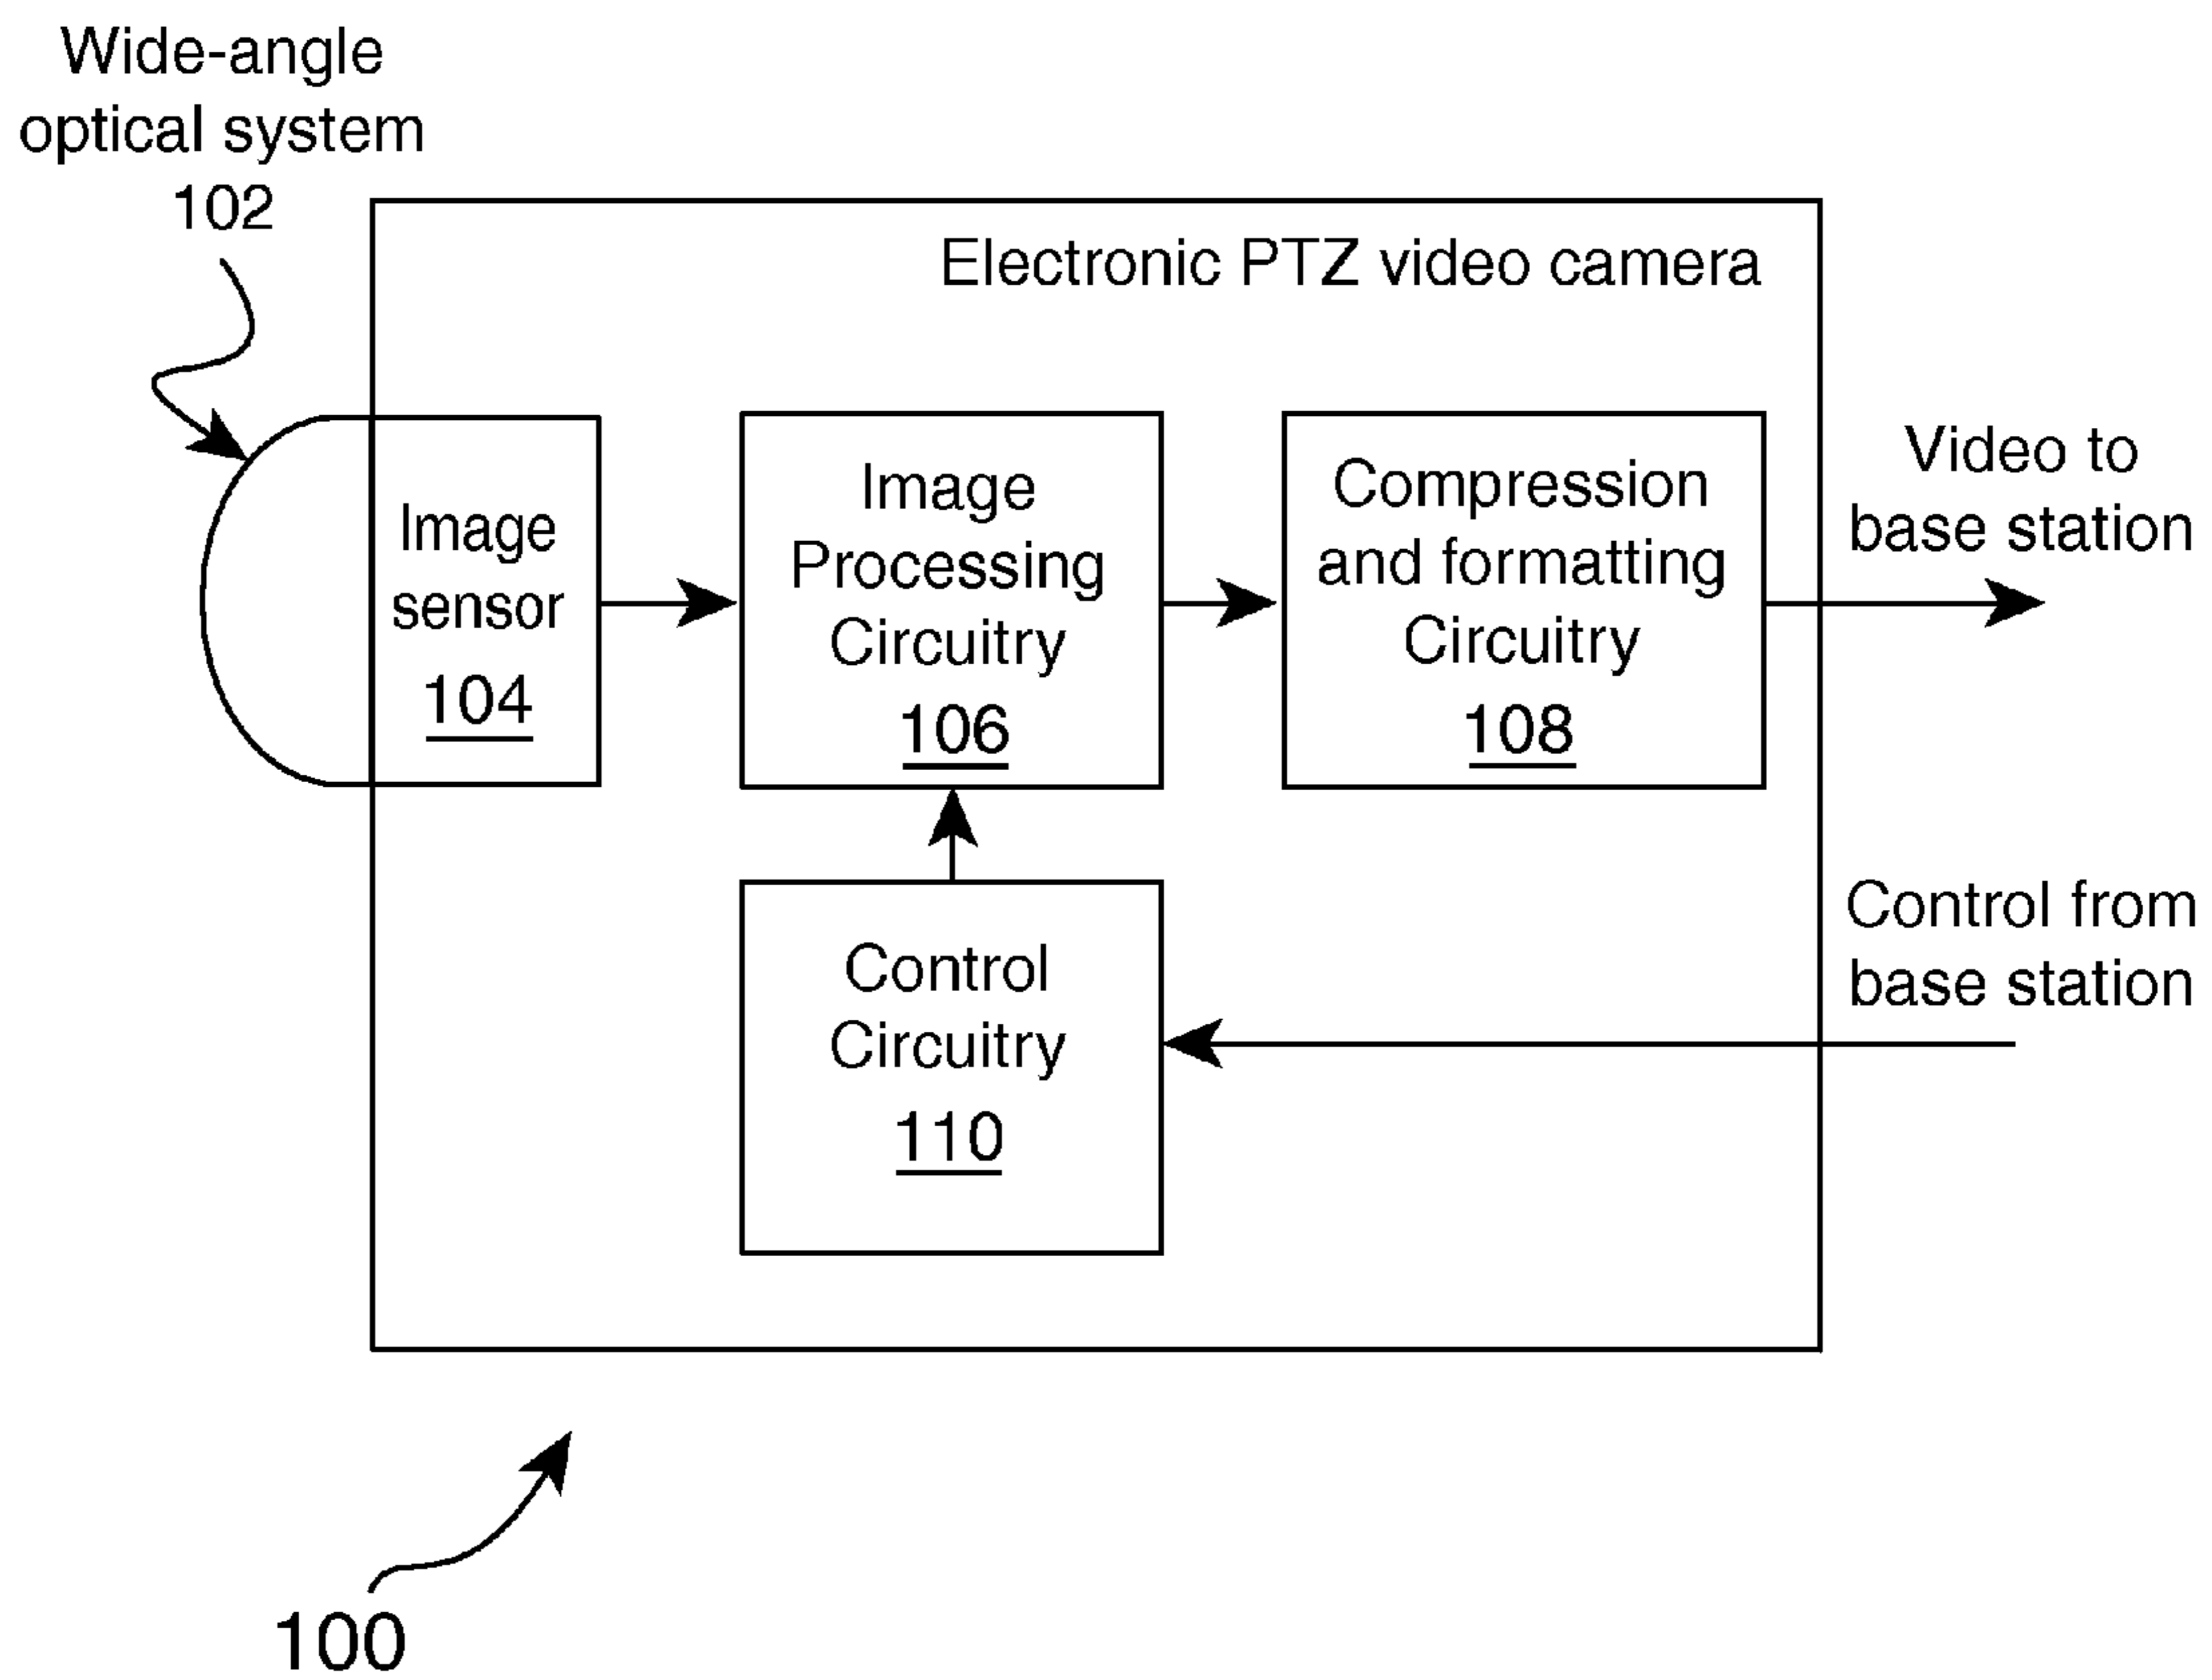 Wide-angle
optical system
102
Electronic PTZ video camera
Image
sensor
104
Image
Processing
Circuitry
106
Compression
and formatting
Circuitry
108
Video to
base station
Control
Circuitry
110
Control from
base station
100